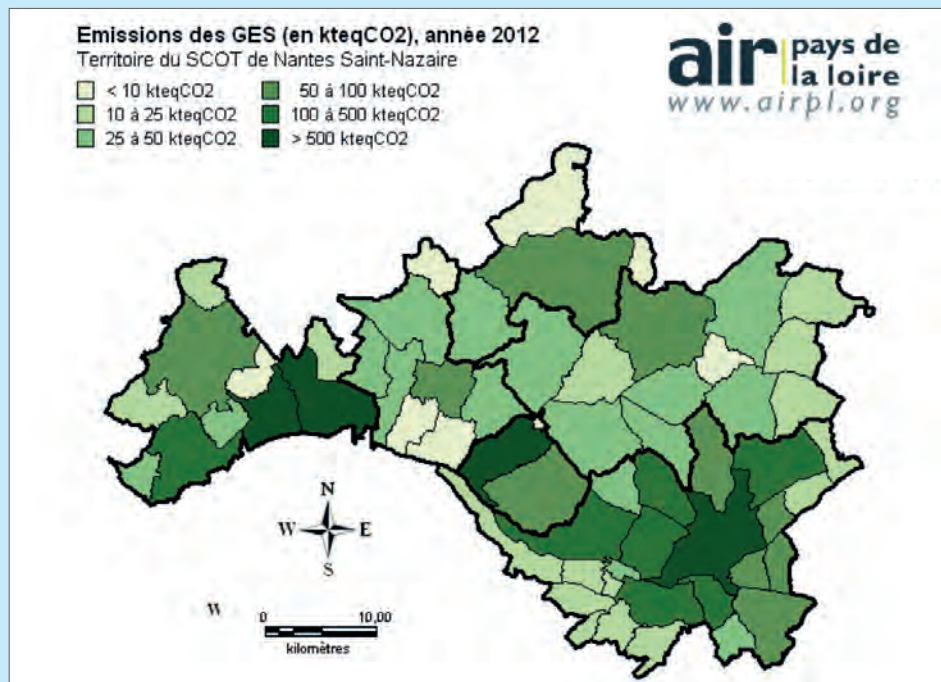 Emissions des GES (en kteqCO2), année 2012
Territoire du SCOT de Nantes Saint-Nazaire
< 10 kteqCO2
10 à 25 kteqCO2
25 à 50 kteqCO2
50 à 100 kteqCO2
100 à 500 kteqCO2
> 500 kteqCO2
air pays de
la loire
www.airpl.org
N
W E
S
W
0 10,00
kilomètres